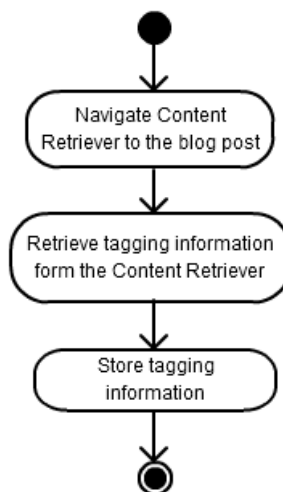 Navigate Content
Retriever to the blog post
Retrieve tagging information
form the Content Retriever
Store tagging
information